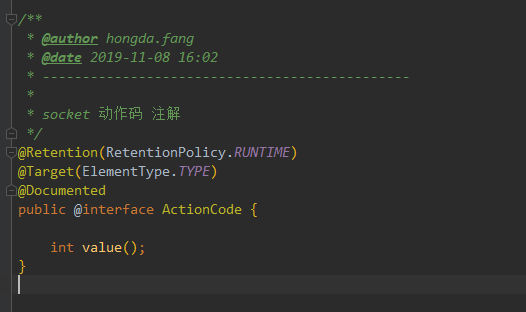 /**
 * @author hongda.fang
 * @date 2019-11-08 16:02
 * ----------------------------------------------
 *
 * socket 动作码 注解
 */
@Retention(RetentionPolicy.RUNTIME)
@Target(ElementType.TYPE)
@Documented
public @interface ActionCode {
    int value();
}